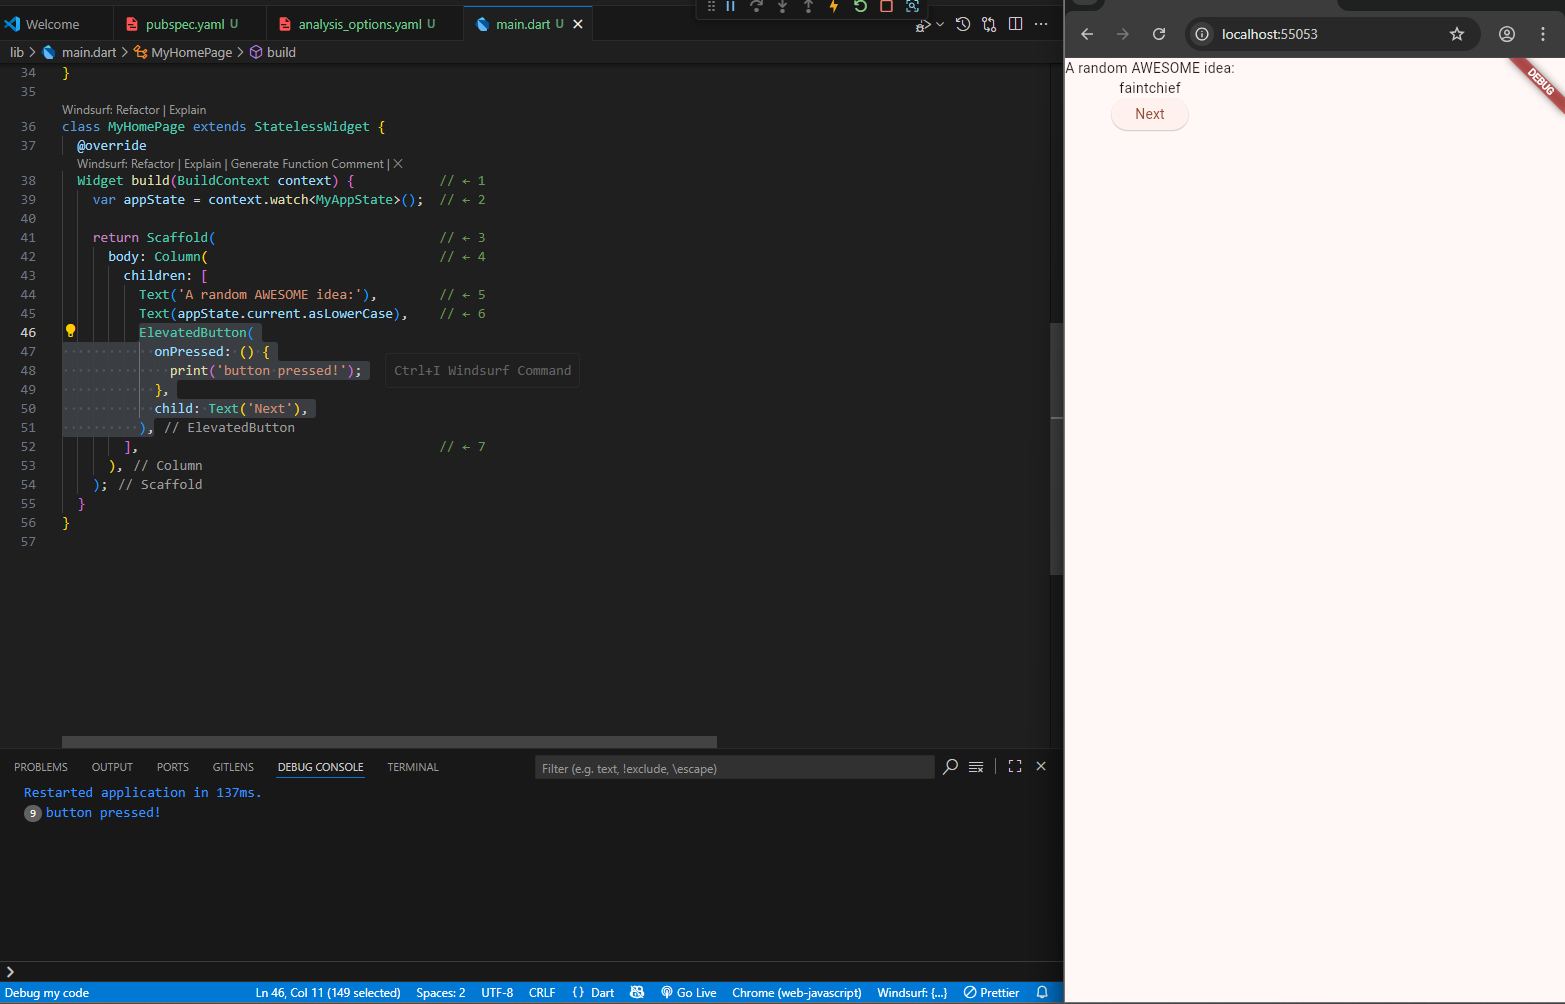 Welcome
pubspec.yaml U
analysis_options.yaml U
main.dart U
lib > main.dart > MyHomePage > build
34 }
35
Windsurf: Refactor | Explain
36 class MyHomePage extends StatelessWidget {
37 @override
Windsurf: Refactor | Explain | Generate Function Comment | X
38 Widget build(BuildContext context) { // ← 1
39 var appState = context.watch<MyAppState>(); // ← 2
40
41 return Scaffold( // ← 3
42 body: Column( // ← 4
43 children: [
44 Text('A random AWESOME idea:'), // ← 5
45 Text(appState.current.asLowerCase), // ← 6
46 ElevatedButton(
47 onPressed: () {
48 print('button pressed!'); Ctrl+I Windsurf Command
49 },
50 child: Text('Next'),
51 ), // ElevatedButton
52 ], // ← 7
53 ), // Column
54 ); // Scaffold
55 }
56 }
57
PROBLEMS OUTPUT PORTS GITLENS DEBUG CONSOLE TERMINAL Filter (e.g. text, !exclude, \escape)
Restarted application in 137ms.
9 button pressed!
Debug my code Ln 46, Col 11 (149 selected) Spaces: 2 UTF-8 CRLF {} Dart Go Live Chrome (web-javascript) Windsurf: {...} Prettier
localhost:55053
A random AWESOME idea:
faintchief
Next
DEBUG